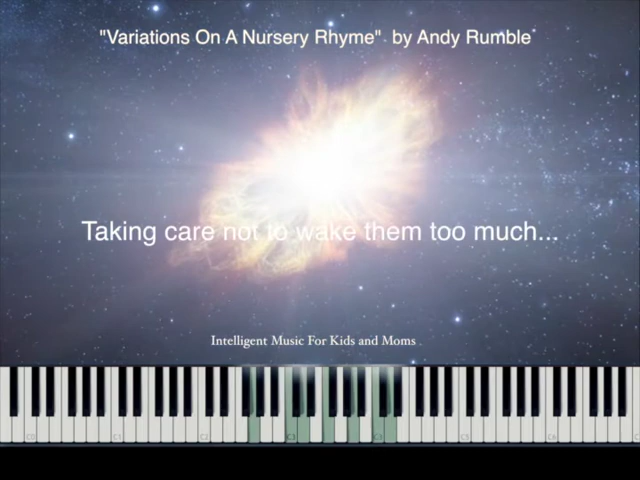 "Variations On A Nursery Rhyme"  by Andy Rumble
Taking care not to wake them too much...
Intelligent Music For Kids and Moms